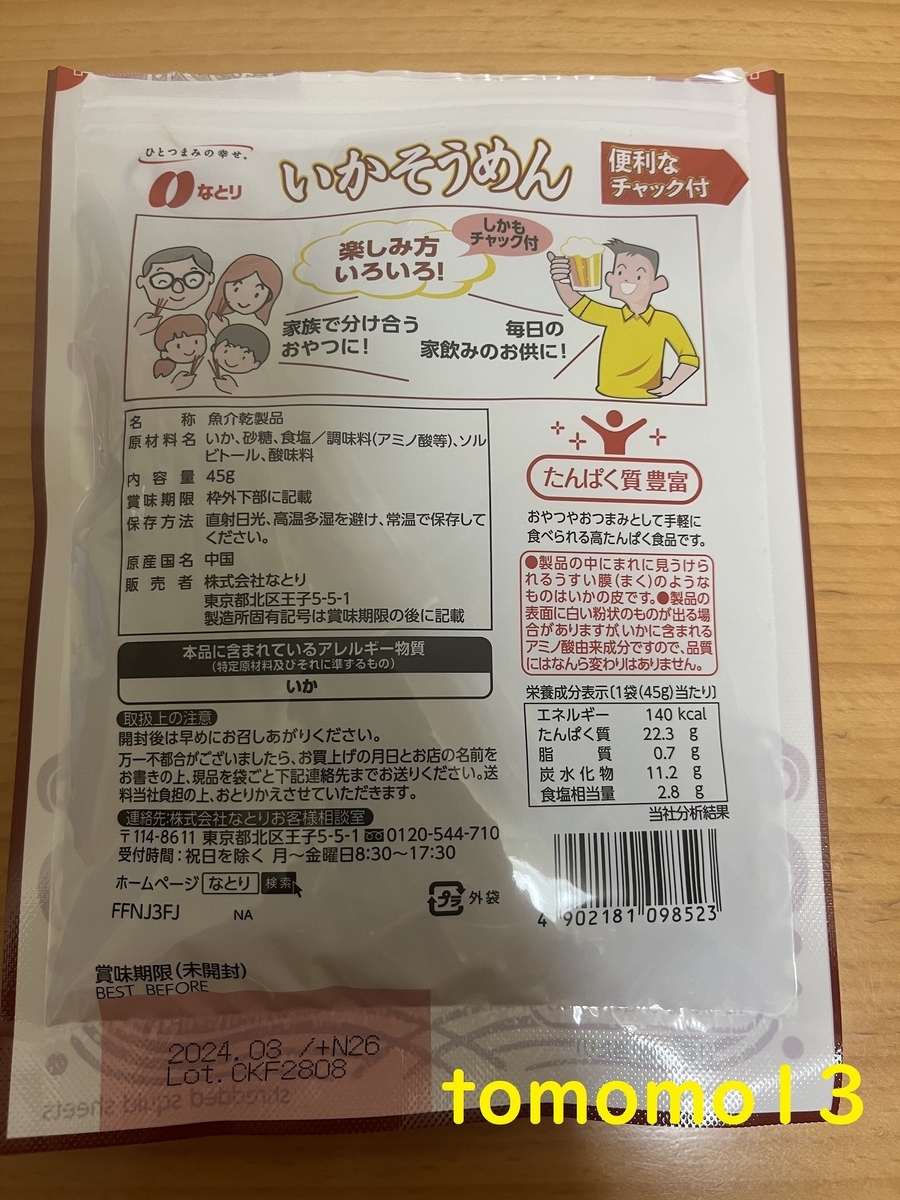 ひとつまみの幸せ。
なとり
いかそうめん
便利な
チャック付
楽しみ方
いろいろ!
しかも
チャック付
家族で分け合う
おやつに!
毎日の
家飲みのお供に!
名称 魚介乾製品
原材料名 いか、砂糖、食塩/調味料(アミノ酸等)、ソル
ビトール、酸味料
内容量 45g
賞味期限 枠外下部に記載
保存方法 直射日光、高温多湿を避け、常温で保存して
ください。
原産国名 中国
販売者 株式会社なとり
東京都北区王子5-5-1
製造所固有記号は賞味期限の後に記載
本品に含まれているアレルギー物質
(特定原材料及びそれに準ずるもの)
いか
取扱上の注意
開封後は早めにお召しあがりください。
万一不都合がございましたら、お買上げの月日とお店の名前を
お書きの上、現品を袋ごと下記連絡先までお送りください。送
料当社負担の上、おとりかえさせていただきます。
連絡先:株式会社なとりお客様相談室
〒114-8611 東京都北区王子5-5-1 0120-544-710
受付時間:祝日を除く 月~金曜日8:30~17:30
ホームページ なとり 検索
FFNJ3FJ NA
プラ 外袋
たんぱく質豊富
おやつやおつまみとして手軽に
食べられる高たんぱく食品です。
●製品の中にまれに見うけら
れるうすい膜(まく)のような
ものはいかの皮です。●製品の
表面に白い粉状のものが出る場
合がありますが、いかに含まれる
アミノ酸由来成分ですので、品質
にはなんら変わりはありません。
栄養成分表示〔1袋(45g)当たり〕
エネルギー 140 kcal
たんぱく質 22.3 g
脂質 0.7 g
炭水化物 11.2 g
食塩相当量 2.8 g
当社分析結果
4 902181 098523
賞味期限(未開封)
BEST BEFORE
2024.03 /+N26
Lot.CKF2808
shredded squid sheets
tomomo13